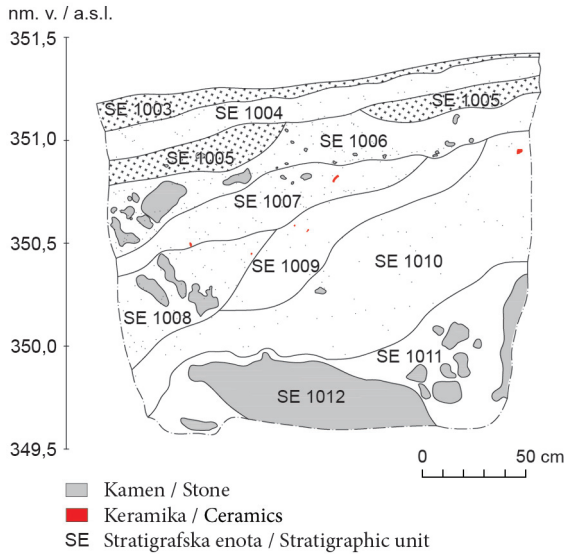 nm. v. / a.s.l.
351,5
351,0
350,5
350,0
349,5
SE 1003
SE 1004
SE 1005
SE 1005
SE 1006
SE 1007
SE 1009
SE 1010
SE 1008
SE 1011
SE 1012
0 50 cm
Kamen / Stone
Keramika / Ceramics
SE Stratigrafska enota / Stratigraphic unit